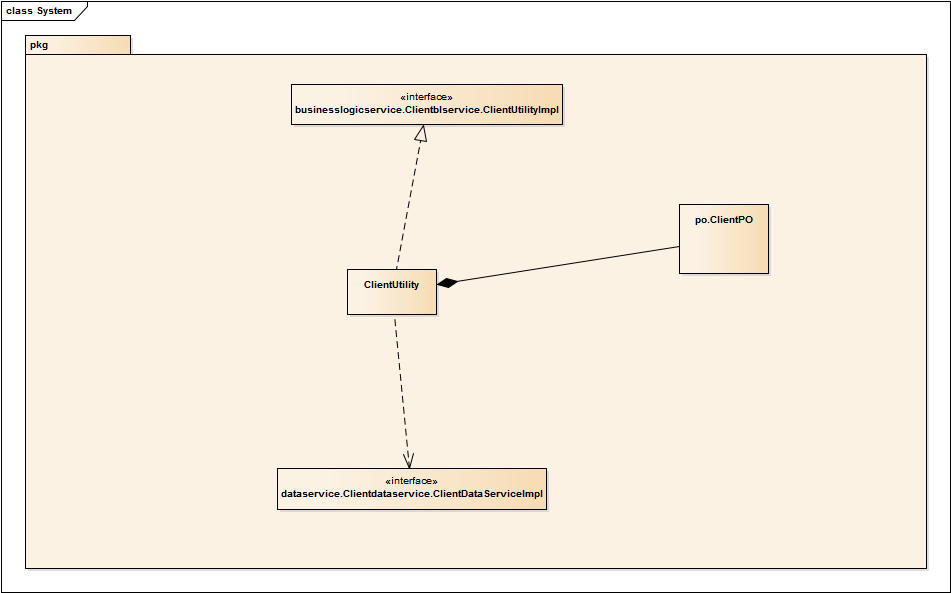 class System
pkg
«interface»
businesslogicservice.Clientblservice.ClientUtilityImpl
po.ClientPO
ClientUtility
«interface»
dataservice.Clientdataservice.ClientDataServiceImpl